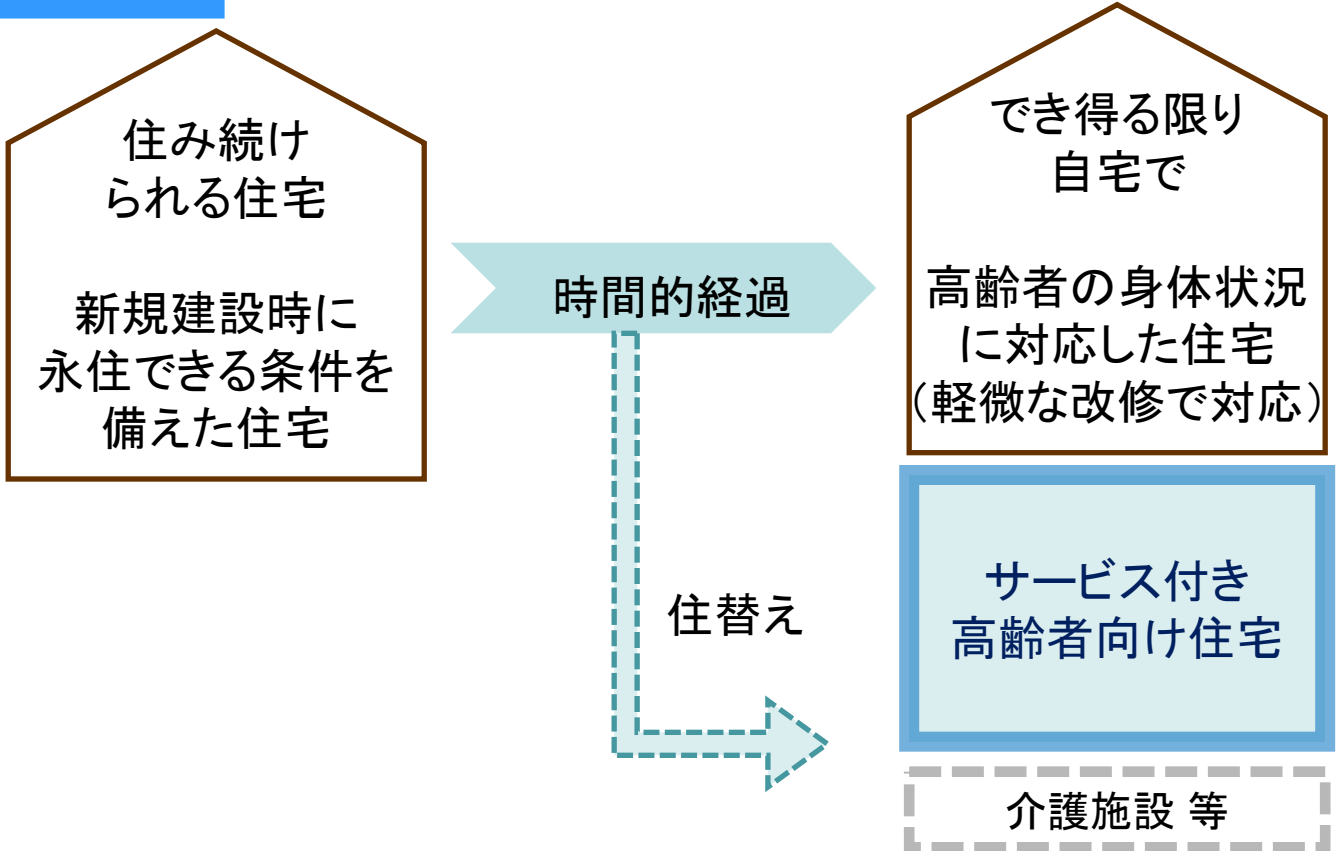 住み続け
られる住宅
新規建設時に
永住できる条件を
備えた住宅
時間的経過
住替え
でき得る限り
自宅で
高齢者の身体状況
に対応した住宅
（軽微な改修で対応）
サービス付き
高齢者向け住宅
介護施設 等